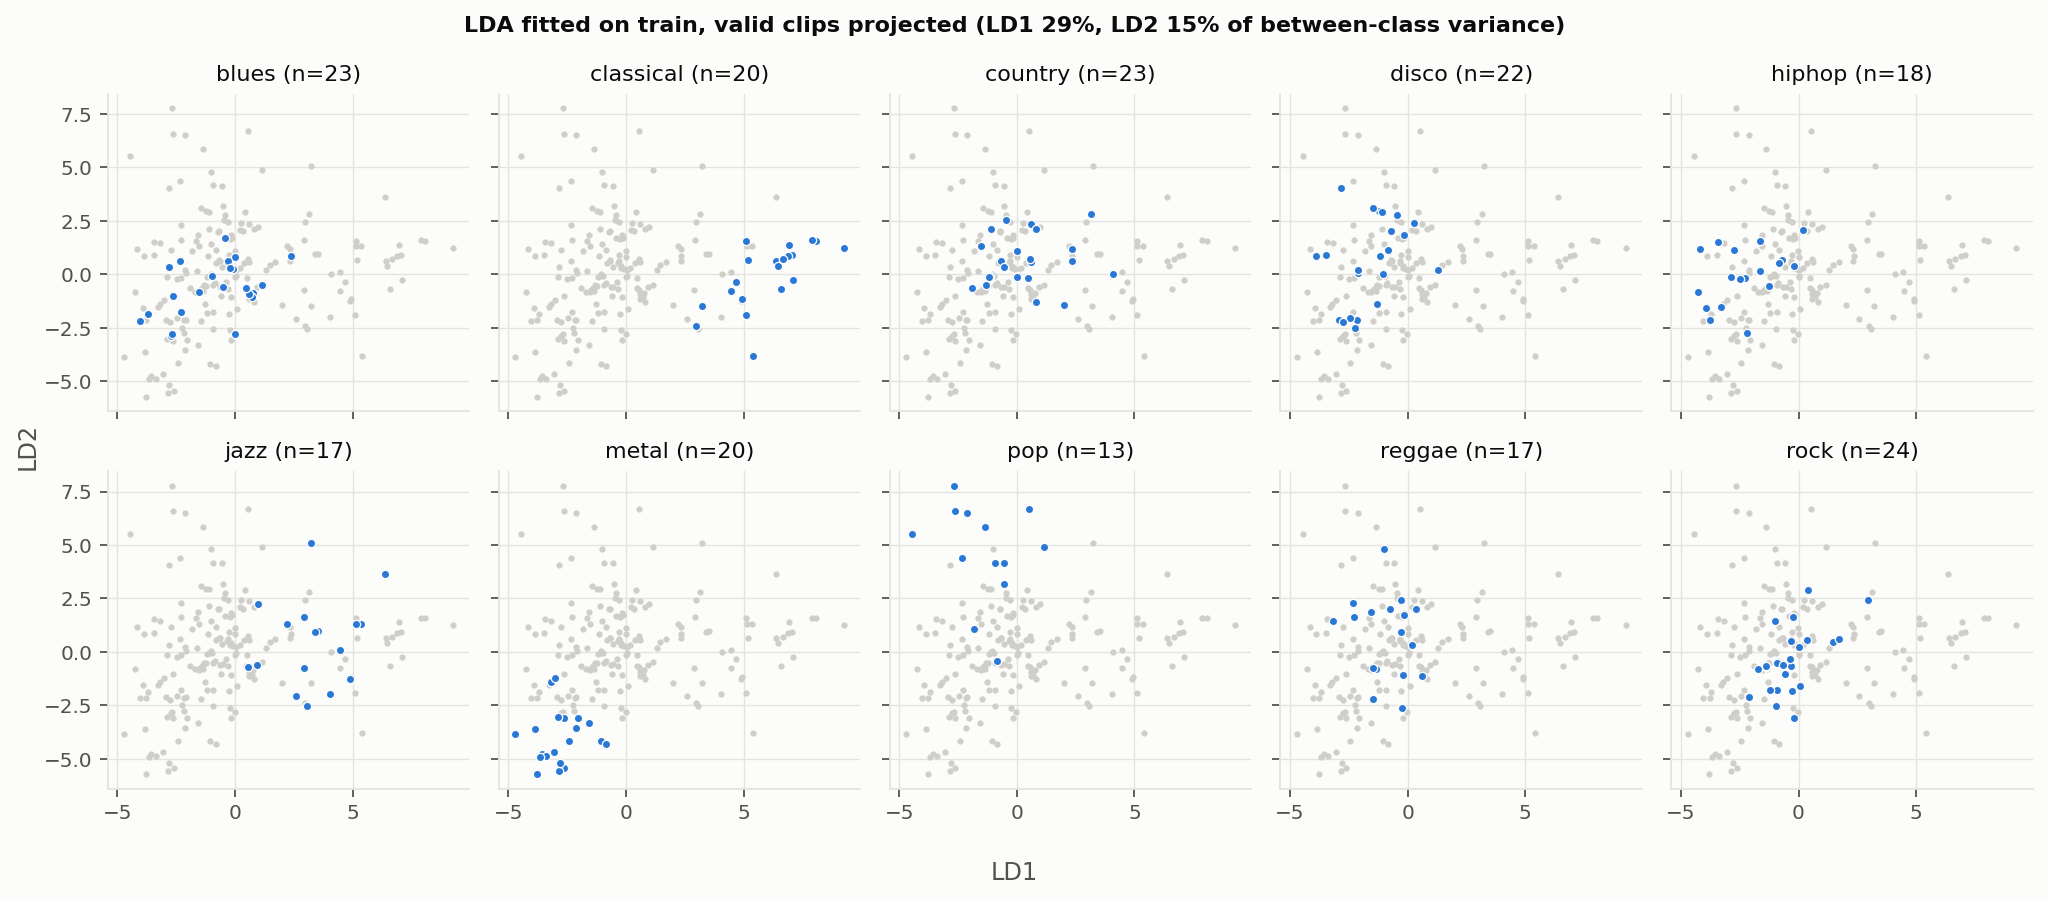 LDA fitted on train, valid clips projected (LD1 29%, LD2 15% of between-class variance)
blues (n=23)
classical (n=20)
country (n=23)
disco (n=22)
hiphop (n=18)
7.5
5.0
2.5
0.0
−2.5
−5.0
LD2
jazz (n=17)
metal (n=20)
pop (n=13)
reggae (n=17)
rock (n=24)
7.5
5.0
2.5
0.0
−2.5
−5.0
−5 0 5
−5 0 5
−5 0 5
−5 0 5
−5 0 5
LD1